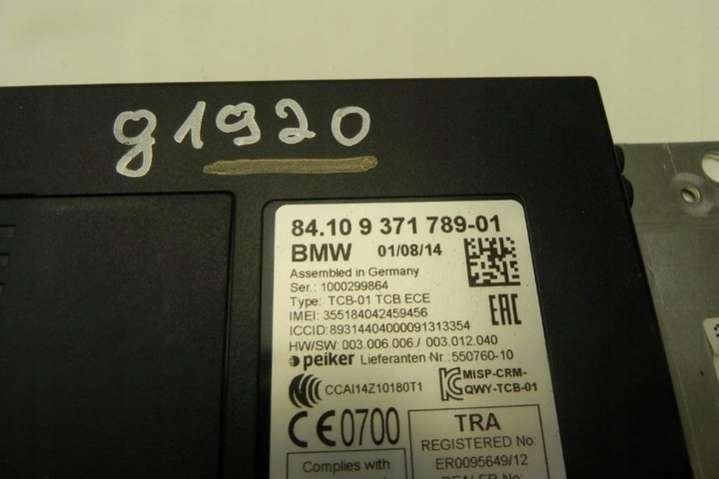 g1920
84.10 9 371 789-01
BMW 01/08/14
Assembled in Germany
Ser.: 1000299864
Type: TCB-01 TCB ECE
IMEI: 355184042459456
ICCID: 89314404000091313354
HW/SW: 003.006.006 / 003.012.040
peiker Lieferanten Nr.: 550760-10
CCAI14Z10180T1
MISP-CRM-
QWY-TCB-01
EAC
CE0700
TRA
REGISTERED No:
ER0095649/12
Complies with